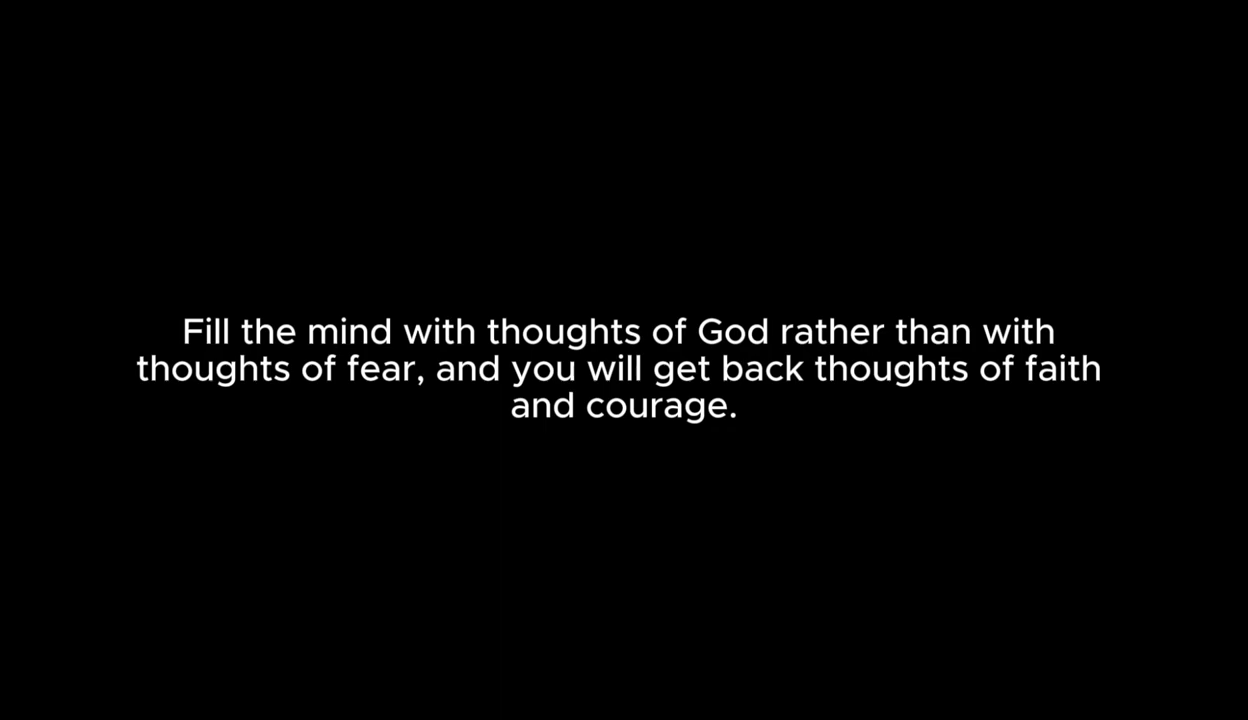 Fill the mind with thoughts of God rather than with
thoughts of fear, and you will get back thoughts of faith
and courage.